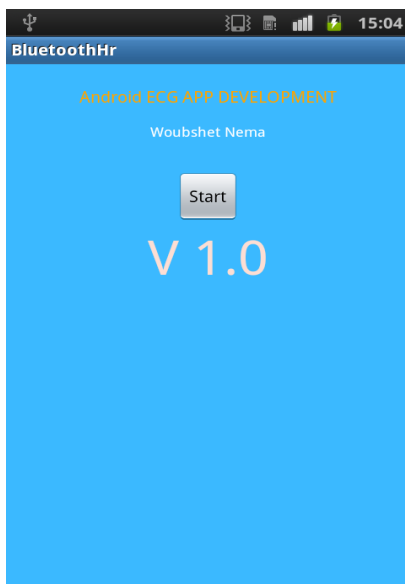 15:04
BluetoothHr
Android ECG APP DEVELOPMENT
Woubshet Nema
Start
V 1.0